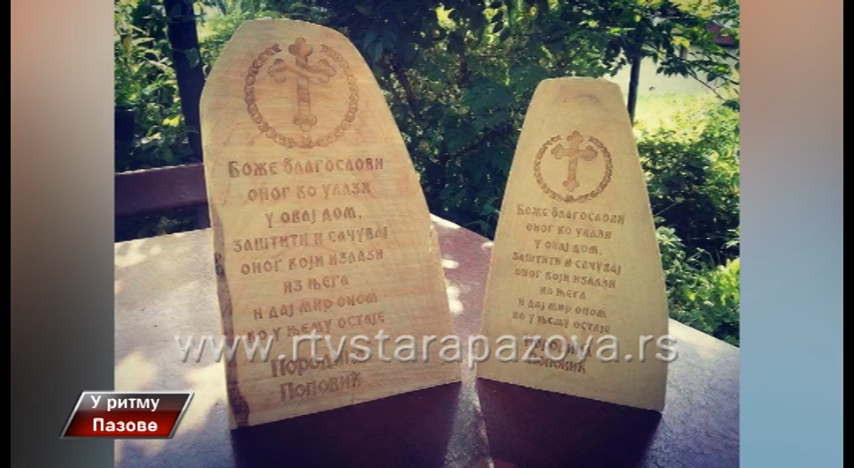 Боже благослови
оног ко улази
у овај дом,
заштити и сачувај
оног који излази
из њега
и дај мир оном
ко у њему остаје
Породица
Поповић
Боже благослови
оног ко улази
у овај дом,
заштити и сачувај
оног који излази
из њега
и дај мир оном
ко у њему остаје
Породица
Поповић
www.rtvstarapazova.rs
У ритму
Пазове